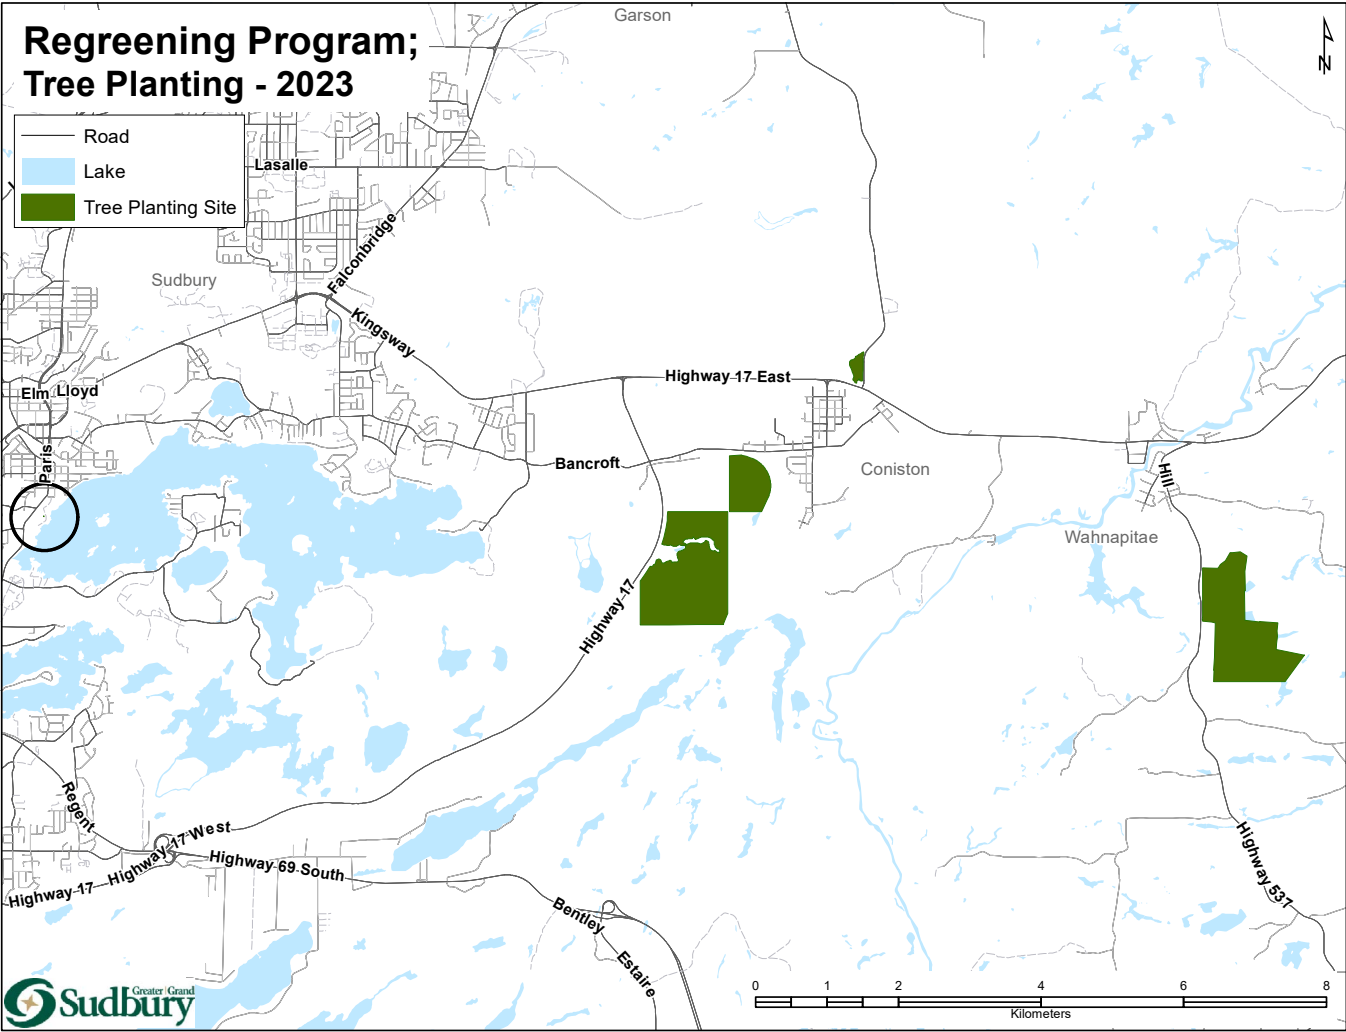 Garson
Regreening Program;
Tree Planting - 2023
N
Road
Lake
Tree Planting Site
Lasalle
Falconbridge
Sudbury
Kingsway
Highway 17 East
Elm
Lloyd
Paris
Bancroft
Coniston
Hill
Wahnapitae
Highway 17
Regent
Highway 17 West
Highway 69 South
Highway 17
Highway 537
Bentley
Estaire
Greater Grand
Sudbury
0 1 2 4 6 8
Kilometers